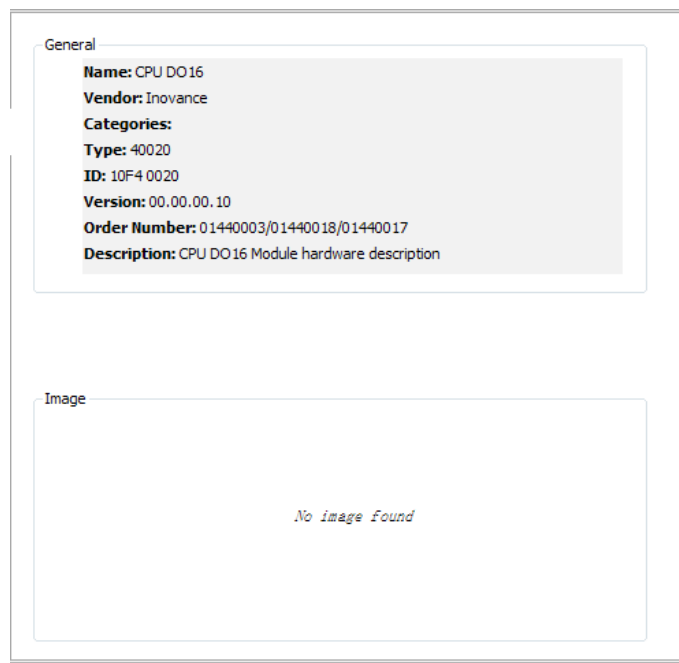 General
Name: CPU DO16
Vendor: Inovance
Categories:
Type: 40020
ID: 10F4 0020
Version: 00.00.00.10
Order Number: 01440003/01440018/01440017
Description: CPU DO16 Module hardware description
Image
No image found